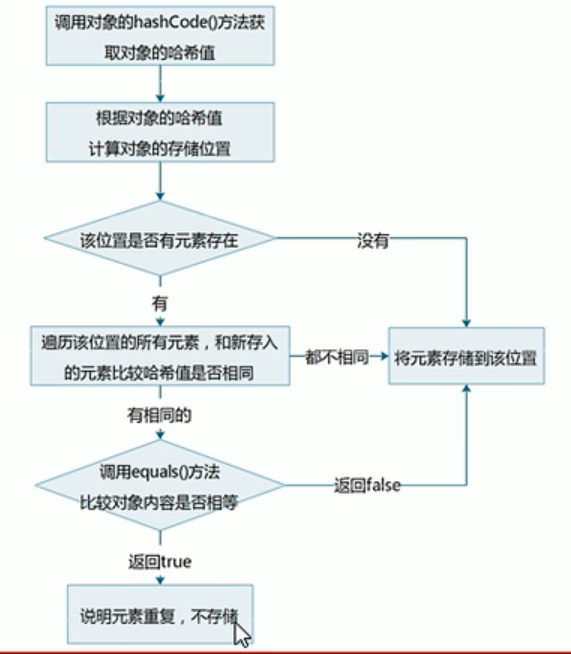 调用对象的hashCode()方法获
取对象的哈希值
根据对象的哈希值
计算对象的存储位置
该位置是否有元素存在
没有
有
遍历该位置的所有元素，和新存入
的元素比较哈希值是否相同
都不相同
将元素存储到该位置
有相同的
调用equals()方法
比较对象内容是否相等
返回false
返回true
说明元素重复，不存储